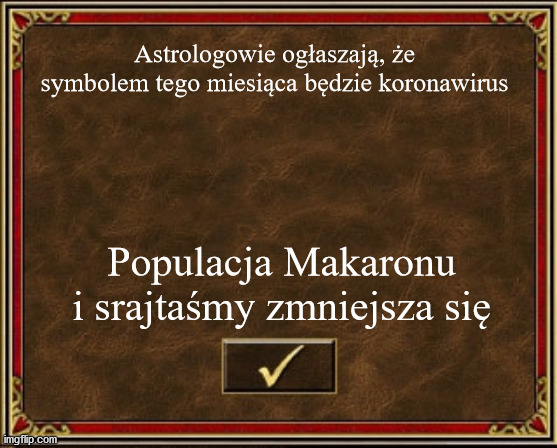 Astrologowie ogłaszają, że
symbolem tego miesiąca będzie koronawirus
Populacja Makaronu
i srajtaśmy zmniejsza się
imgflip.com